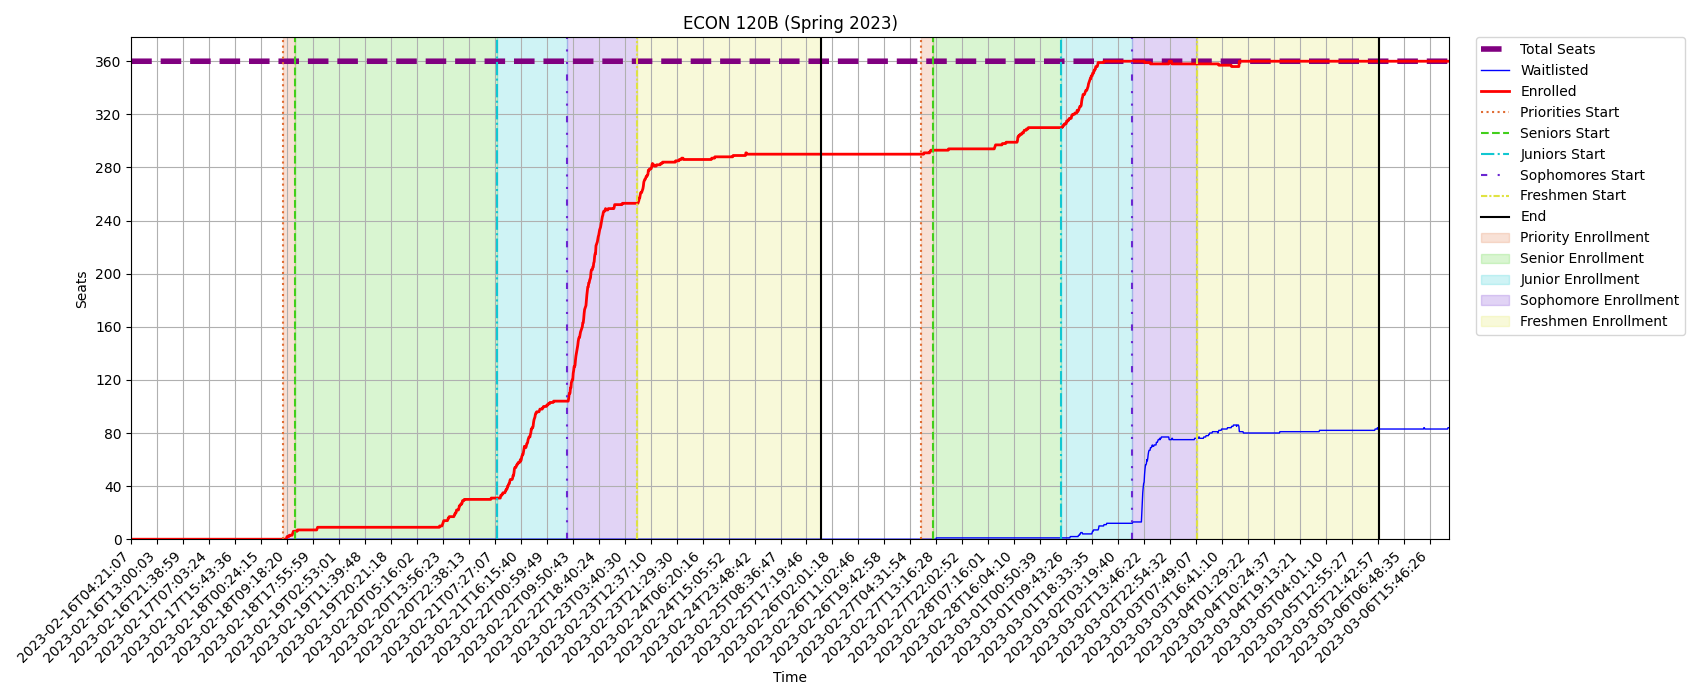 ECON 120B (Spring 2023)
Seats
360
320
280
240
200
160
120
80
40
0
2023-02-16T04:21:07
2023-02-16T13:00:03
2023-02-16T21:38:59
2023-02-17T07:03:24
2023-02-17T15:43:36
2023-02-18T00:24:15
2023-02-18T09:18:20
2023-02-18T17:55:59
2023-02-19T02:53:01
2023-02-19T11:39:48
2023-02-19T20:21:18
2023-02-20T05:16:02
2023-02-20T13:56:23
2023-02-20T22:38:13
2023-02-21T07:27:07
2023-02-21T16:15:40
2023-02-22T00:59:49
2023-02-22T09:50:43
2023-02-22T18:40:24
2023-02-23T03:40:30
2023-02-23T12:37:10
2023-02-23T21:29:30
2023-02-24T06:20:16
2023-02-24T15:05:52
2023-02-24T23:48:42
2023-02-25T08:36:47
2023-02-25T17:19:46
2023-02-26T02:01:18
2023-02-26T11:02:46
2023-02-26T19:42:58
2023-02-27T04:31:54
2023-02-27T13:16:28
2023-02-27T22:02:52
2023-02-28T07:16:01
2023-02-28T16:04:10
2023-03-01T00:50:39
2023-03-01T09:43:26
2023-03-01T18:33:35
2023-03-02T03:19:40
2023-03-02T13:46:22
2023-03-02T22:54:32
2023-03-03T07:49:07
2023-03-03T16:41:10
2023-03-04T01:29:22
2023-03-04T10:24:37
2023-03-04T19:13:21
2023-03-05T04:01:10
2023-03-05T12:55:27
2023-03-05T21:42:57
2023-03-06T06:48:35
2023-03-06T15:46:26
Time
Total Seats
Waitlisted
Enrolled
Priorities Start
Seniors Start
Juniors Start
Sophomores Start
Freshmen Start
End
Priority Enrollment
Senior Enrollment
Junior Enrollment
Sophomore Enrollment
Freshmen Enrollment